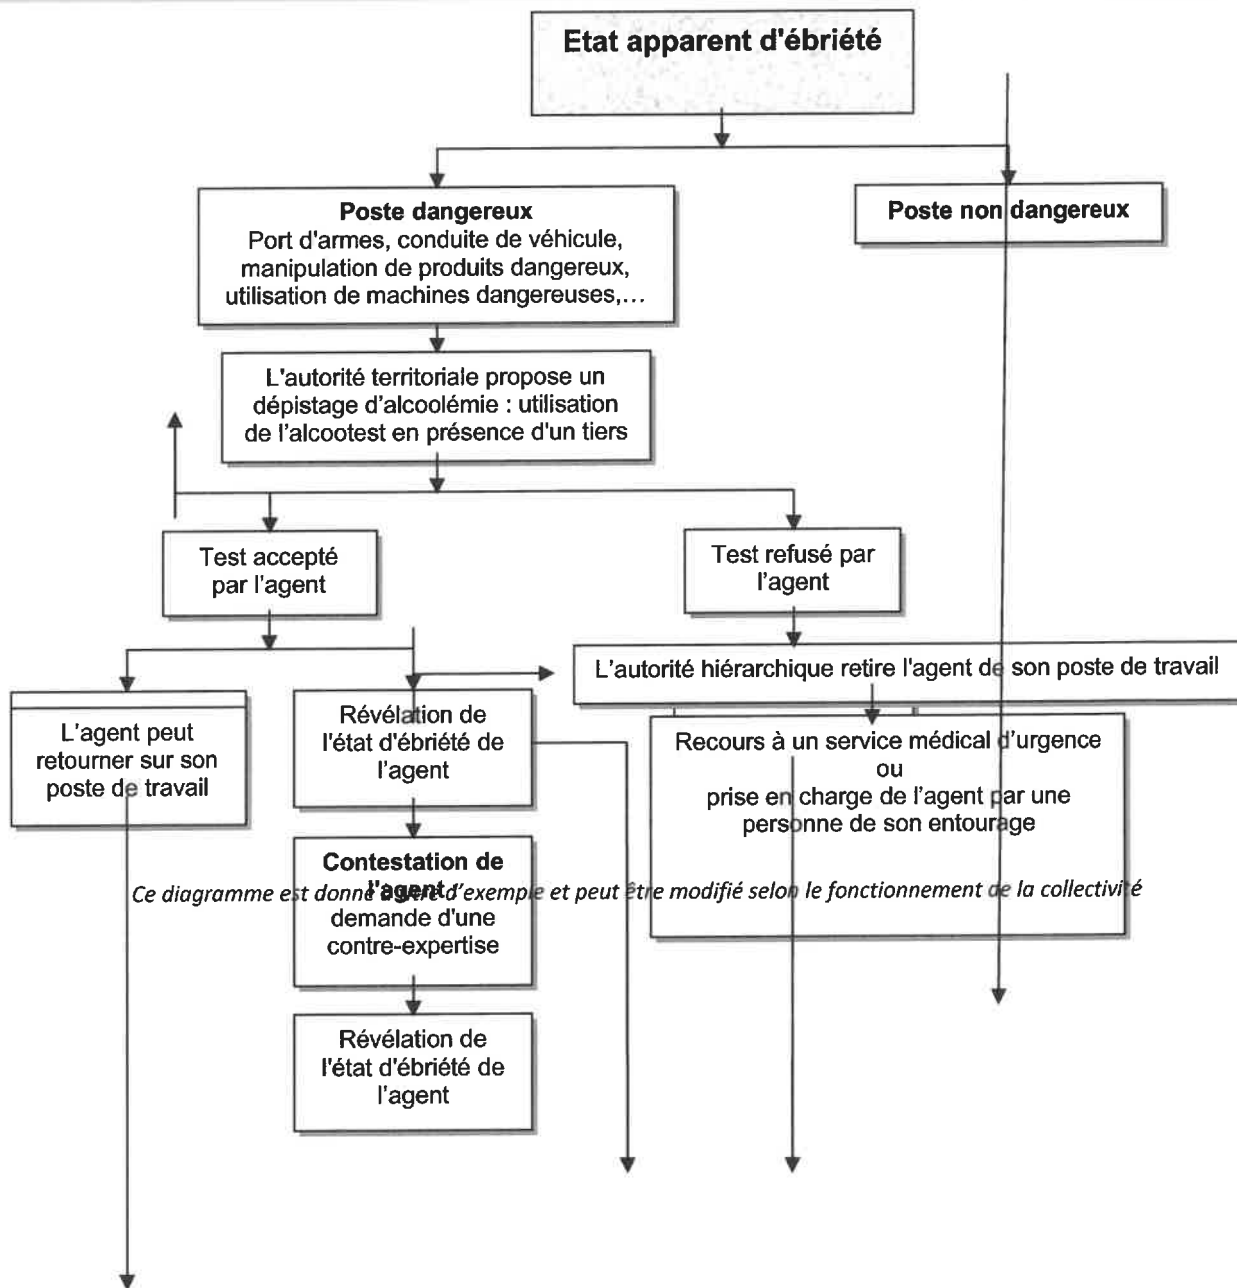 Etat apparent d'ébriété
Poste dangereux
Port d'armes, conduite de véhicule,
manipulation de produits dangereux,
utilisation de machines dangereuses,...
Poste non dangereux
L'autorité territoriale propose un
dépistage d'alcoolémie : utilisation
de l'alcootest en présence d'un tiers
Test accepté
par l'agent
Test refusé par
l'agent
L'autorité hiérarchique retire l'agent de son poste de travail
L'agent peut
retourner sur son
poste de travail
Révélation de
l'état d'ébriété de
l'agent
Recours à un service médical d'urgence
ou
prise en charge de l'agent par une
personne de son entourage
Contestation de
l'agent :
demande d'une
contre-expertise
Ce diagramme est donné à titre d'exemple et peut être modifié selon le fonctionnement de la collectivité
Révélation de
l'état d'ébriété de
l'agent